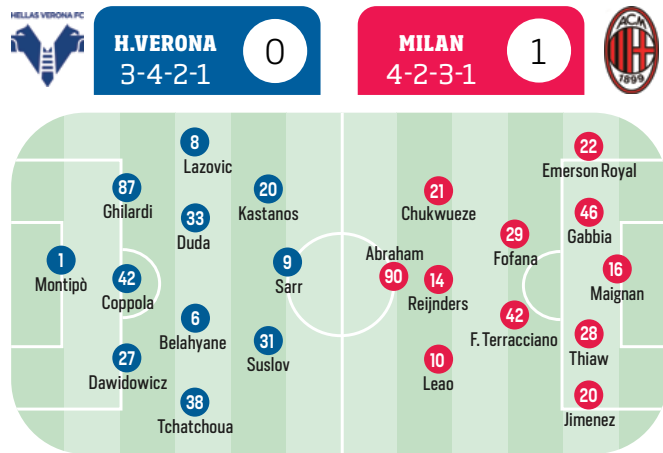 HELLAS VERONA FC
H.VERONA
3-4-2-1
0
MILAN
4-2-3-1
1
ACM
1899
1
Montipò
87
Ghilardi
42
Coppola
27
Dawidowicz
8
Lazovic
33
Duda
6
Belahyane
38
Tchatchoua
20
Kastanos
31
Suslov
9
Sarr
Abraham
90
21
Chukwueze
14
Reijnders
10
Leao
29
Fofana
42
F. Terracciano
22
Emerson Royal
46
Gabbia
28
Thiaw
20
Jimenez
16
Maignan